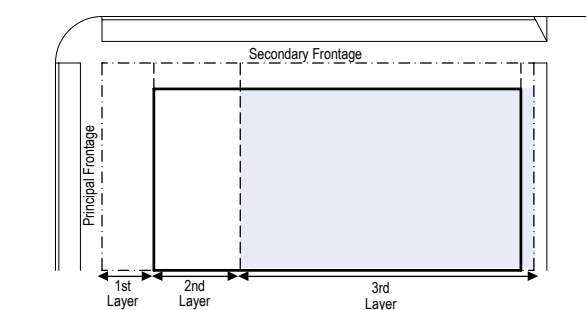 Secondary Frontage
Principal Frontage
1st
Layer
2nd
Layer
3rd
Layer